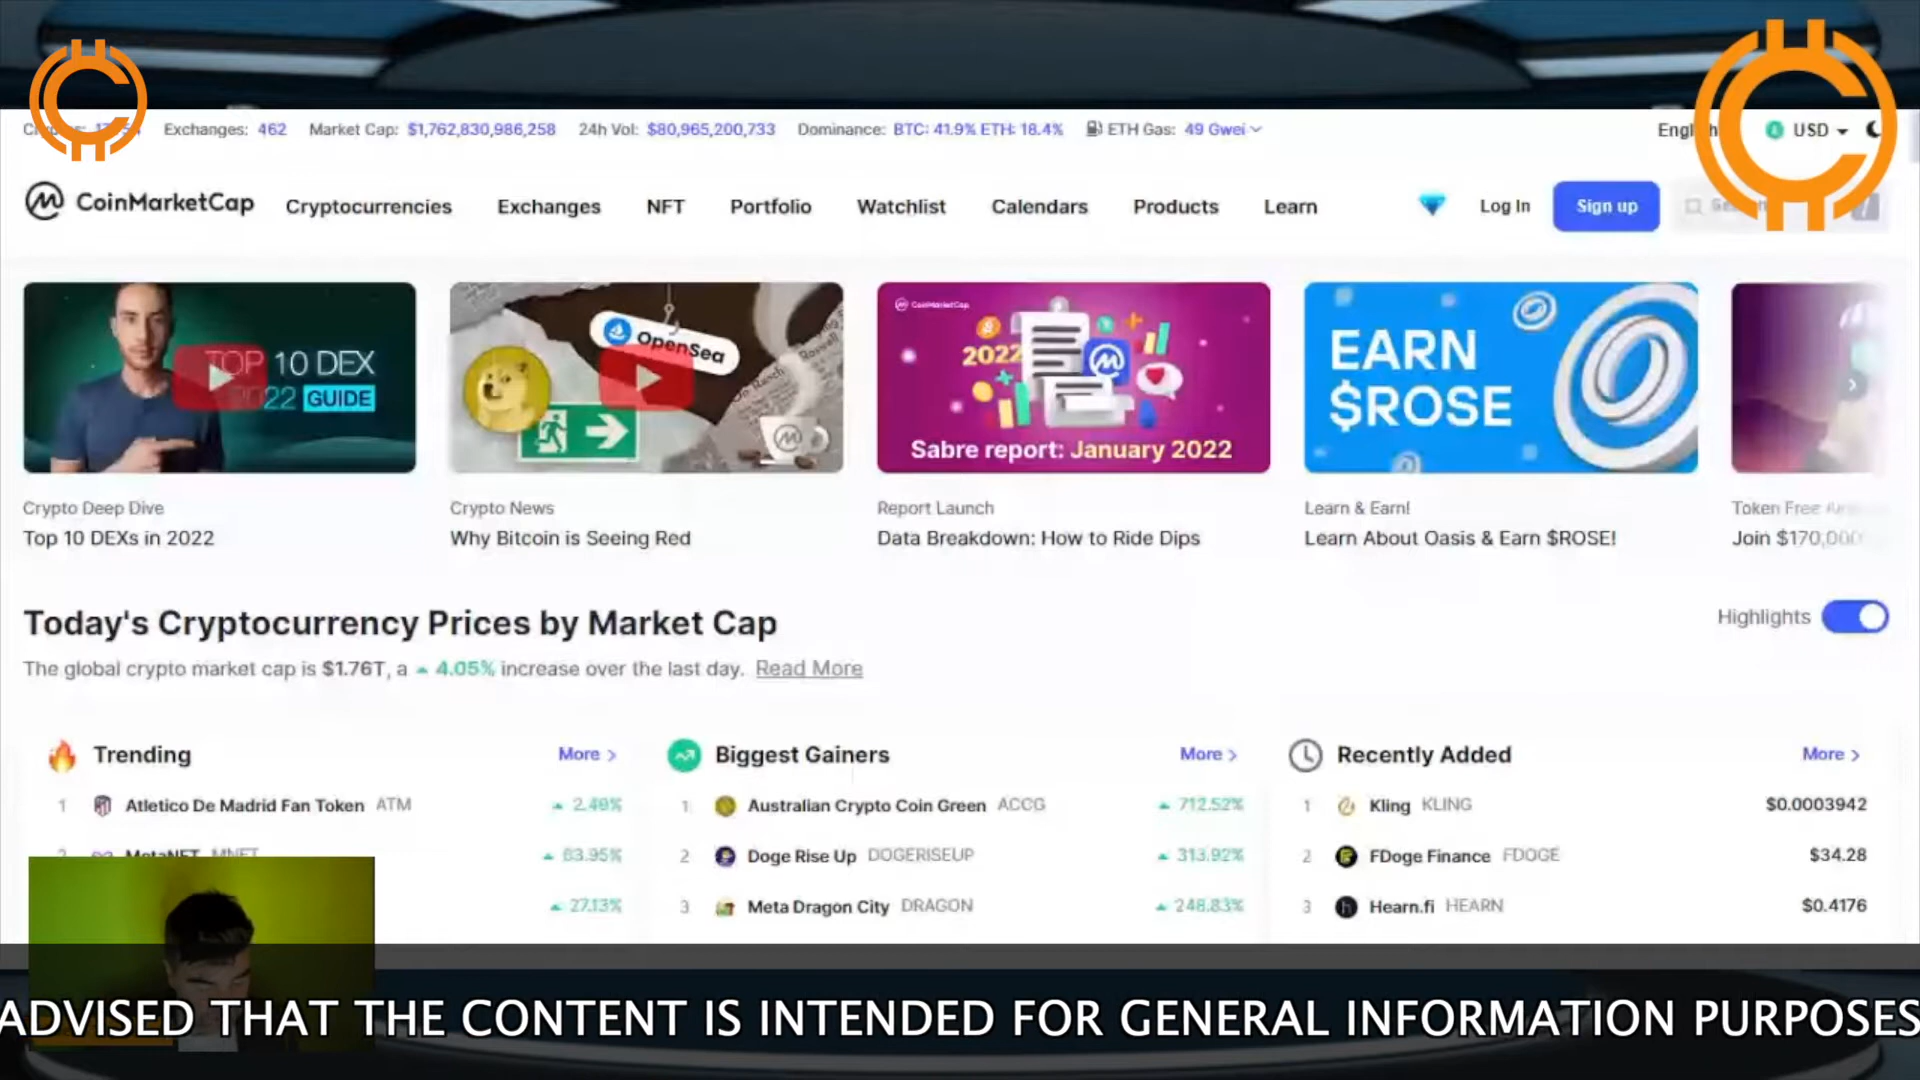 Exchanges: 462 Market Cap: $1,762,830,986,258 24h Vol: $80,965,200,733 Dominance: BTC: 41.9% ETH: 18.4% ETH Gas: 49 Gwei
USD
CoinMarketCap Cryptocurrencies Exchanges NFT Portfolio Watchlist Calendars Products Learn Log In Sign up
TOP 10 DEX
2022 GUIDE
OpenSea
CoinMarketCap
2022
Sabre report: January 2022
EARN
$ROSE
Crypto Deep Dive
Top 10 DEXs in 2022
Crypto News
Why Bitcoin is Seeing Red
Report Launch
Data Breakdown: How to Ride Dips
Learn & Earn!
Learn About Oasis & Earn $ROSE!
Token Free
Join $170,000
Today's Cryptocurrency Prices by Market Cap
Highlights
The global crypto market cap is $1.76T, a 4.05% increase over the last day. Read More
Trending More >
1 Atletico De Madrid Fan Token ATM 2.49%
2 MetaNFT MNFT 63.95%
27.13%
Biggest Gainers More >
1 Australian Crypto Coin Green ACCG 712.52%
2 Doge Rise Up DOGERISEUP 313.92%
3 Meta Dragon City DRAGON 248.83%
Recently Added More >
1 Kling KLING $0.0003942
2 FDoge Finance FDOGE $34.28
3 Hearn.fi HEARN $0.4176
ADVISED THAT THE CONTENT IS INTENDED FOR GENERAL INFORMATION PURPOSES